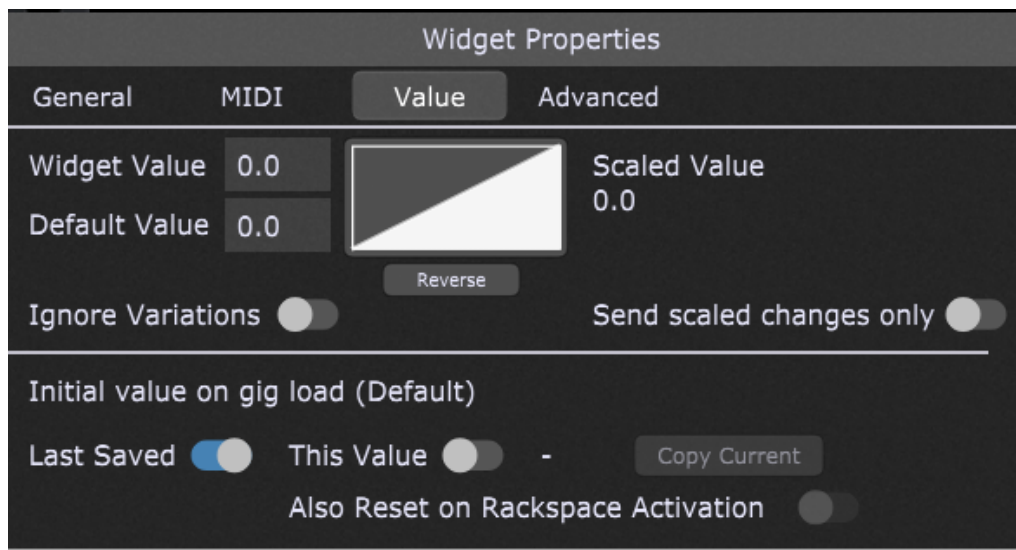 Widget Properties
General MIDI Value Advanced
Widget Value 0.0
Scaled Value
0.0
Default Value 0.0
Reverse
Ignore Variations
Send scaled changes only
Initial value on gig load (Default)
Last Saved This Value - Copy Current
Also Reset on Rackspace Activation